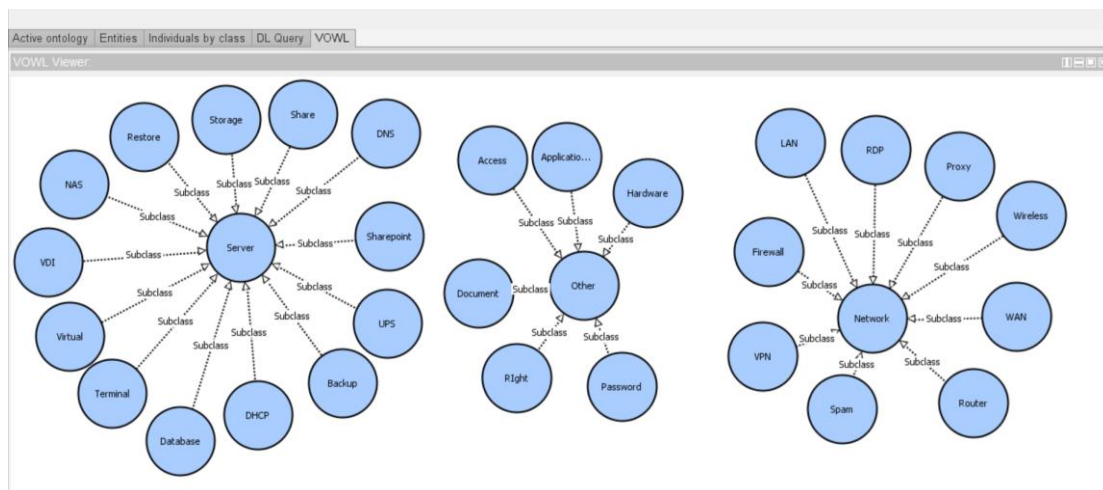 Active ontology Entities Individuals by class DL Query VOWL
VOWL Viewer:
Restore
Storage
Share
DNS
NAS
Subclass
Subclass
Subclass
Subclass
Subclass
Server
Subclass
Sharepoint
VDI
Subclass
Subclass
Subclass
UPS
Virtual
Subclass
Subclass
Subclass
Subclass
Backup
Terminal
Database
DHCP
Access
Applicatio...
Hardware
Subclass
Subclass
Subclass
Document
Subclass
Other
Subclass
Subclass
RIght
Password
LAN
RDP
Proxy
Wireless
Subclass
Subclass
Subclass
Subclass
Firewall
Subclass
Network
Subclass
WAN
VPN
Subclass
Subclass
Subclass
Spam
Router